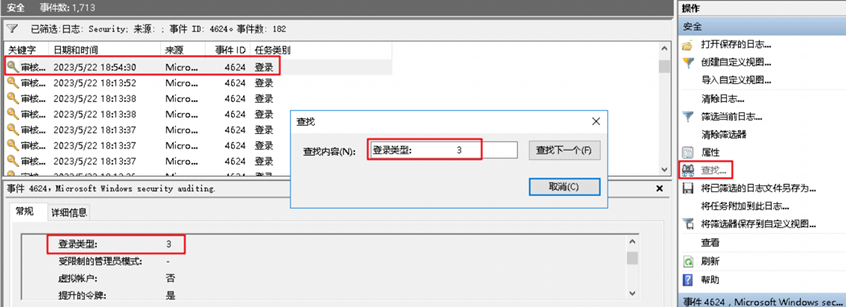 安全 事件数: 1,713
已筛选:日志: Security; 来源: ; 事件 ID: 4624。事件数: 182
关键字 日期和时间 来源 事件 ID 任务类别
审核... 2023/5/22 18:54:30 Micro... 4624 登录
审核... 2023/5/22 18:13:52 Micro... 4624 登录
审核... 2023/5/22 18:13:38 Micro... 4624 登录
审核... 2023/5/22 18:13:38 Micro... 4624 登录
审核... 2023/5/22 18:13:37 Micro... 4624 登录
审核... 2023/5/22 18:13:37 Micro... 4624 登录
审核... 2023/5/22 18:13:37 Micro... 4624 登录
查找
查找内容(N): 登录类型: 3 查找下一个(F)
取消(C)
事件 4624, Microsoft Windows security auditing.
常规 详细信息
登录类型: 3
受限制的管理员模式: -
虚拟帐户: 否
提升的令牌: 是
操作
安全
打开保存的日志...
创建自定义视图...
导入自定义视图...
清除日志...
筛选当前日志...
清除筛选器
属性
查找...
将已筛选的日志文件另存为...
将任务附加到此日志...
将筛选器保存到自定义视图...
查看
刷新
帮助
事件 4624，Microsoft Windows sec...